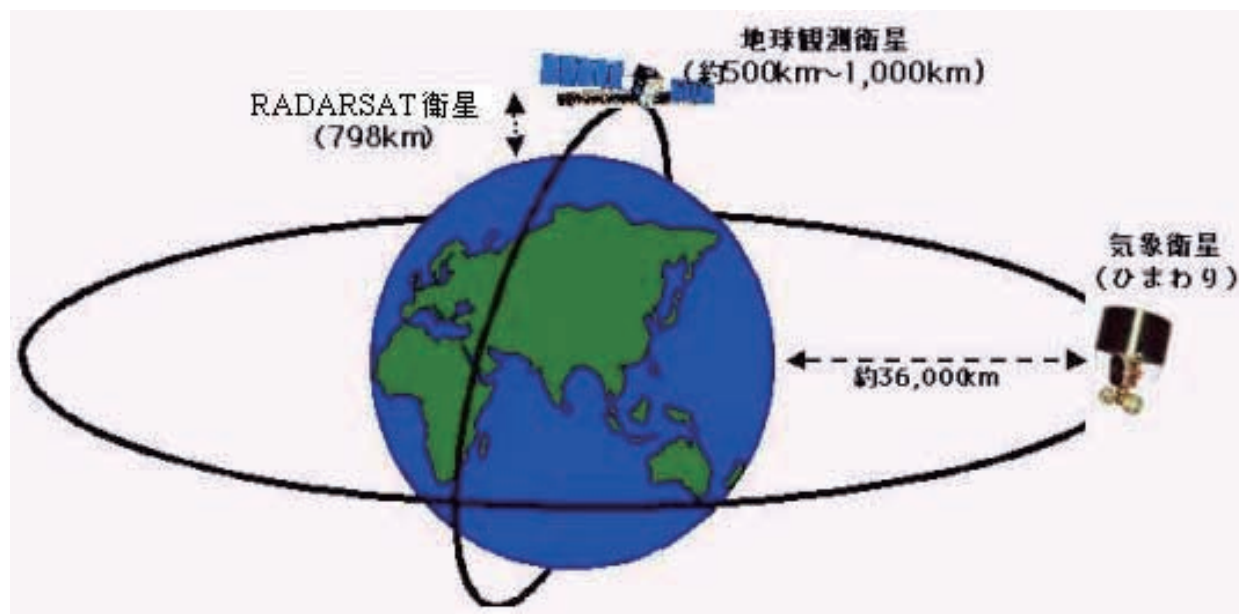 地球観測衛星
(約500km〜1,000km)
RADARSAT衛星
(798km)
気象衛星
(ひまわり)
約36,000km